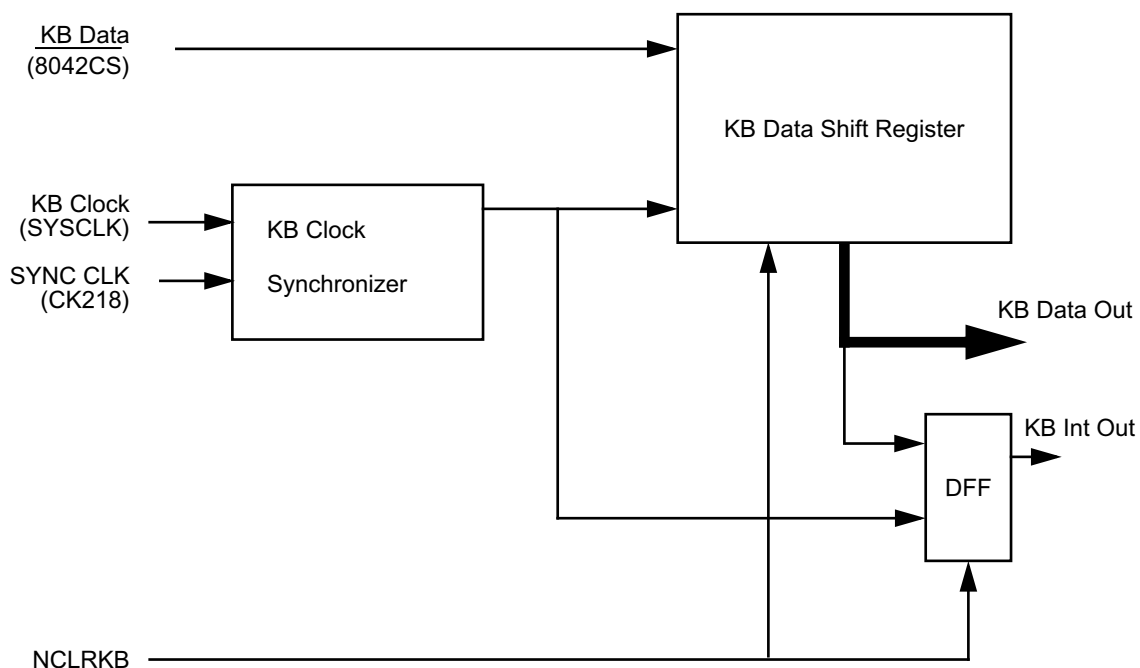 KB Data
(8042CS)
KB Data Shift Register
KB Clock
(SYSCLK)
KB Clock
Synchronizer
SYNC CLK
(CK218)
KB Data Out
KB Int Out
DFF
NCLRKB